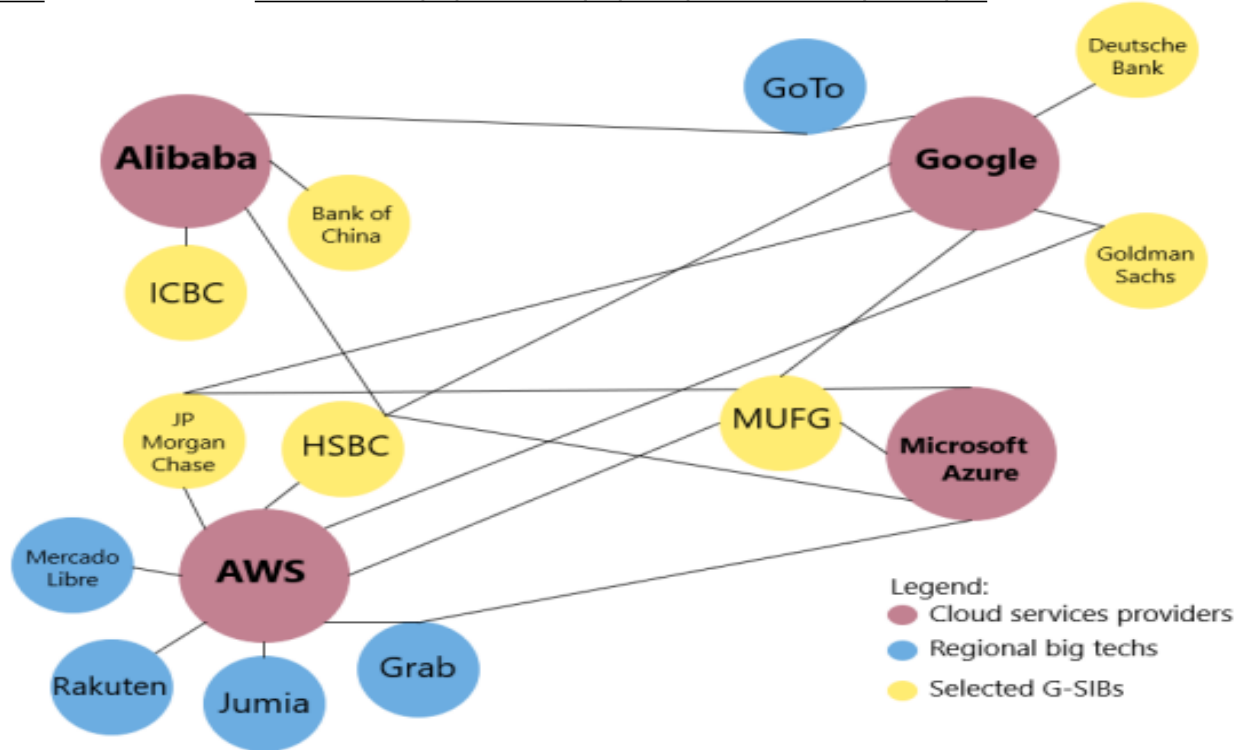 GoTo
Deutsche
Bank
Alibaba
Google
Bank of
China
Goldman
Sachs
ICBC
JP
Morgan
Chase
HSBC
MUFG
Microsoft
Azure
Mercado
Libre
AWS
Rakuten
Jumia
Grab
Legend:
Cloud services providers
Regional big techs
Selected G-SIBs